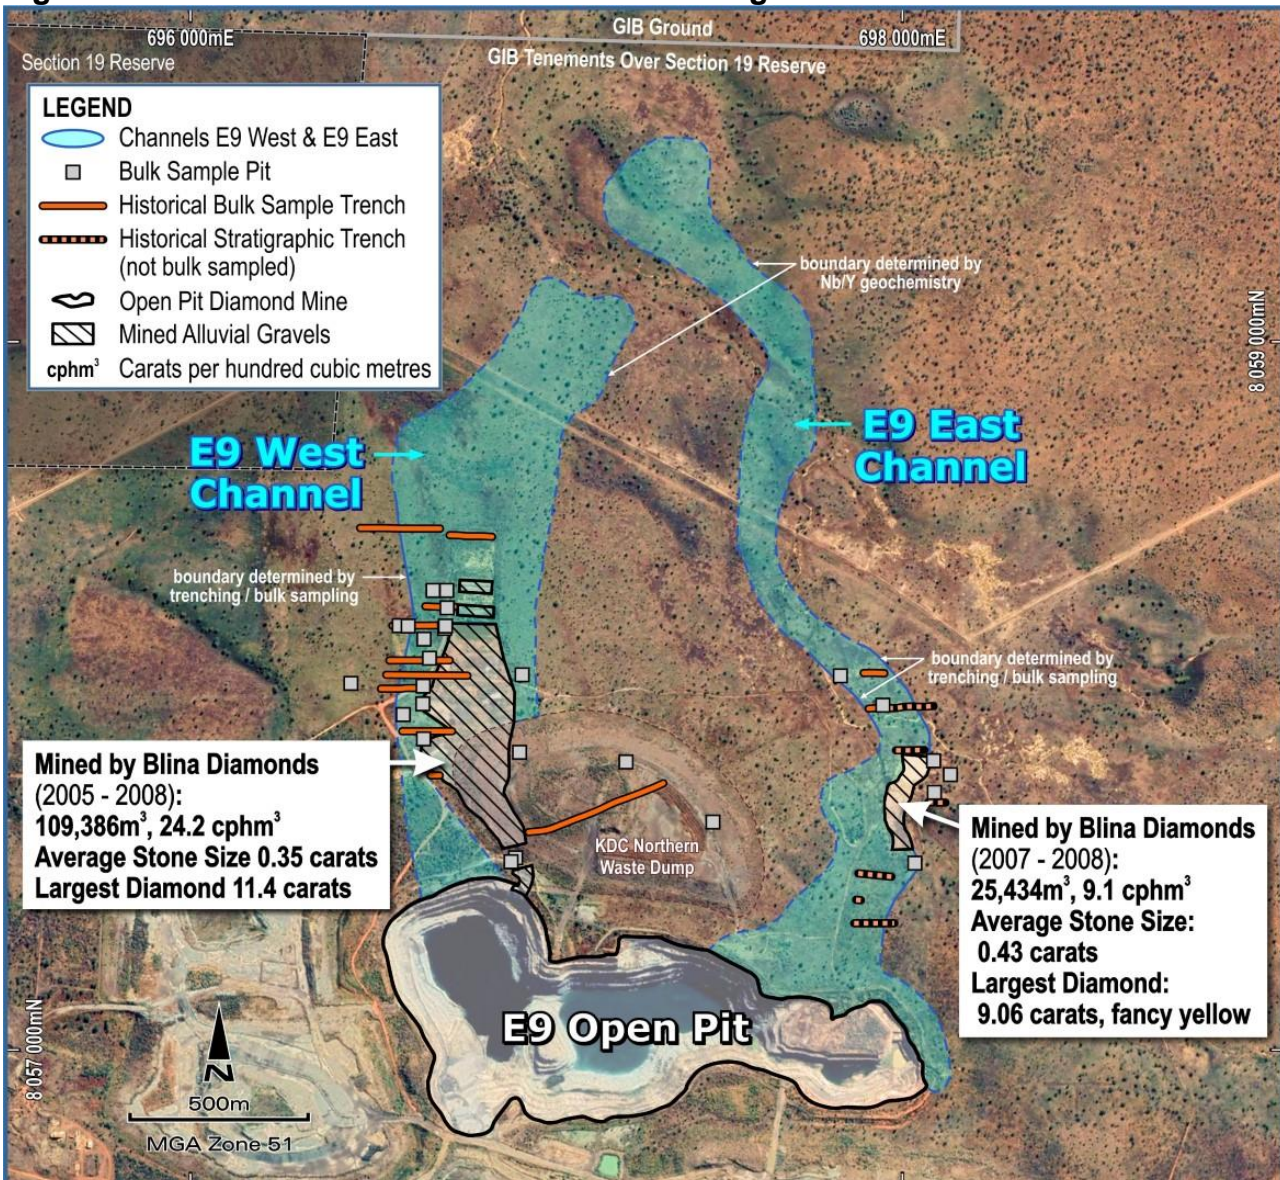 696 000mE
GIB Ground
698 000mE
Section 19 Reserve
GIB Tenements Over Section 19 Reserve
LEGEND
Channels E9 West & E9 East
Bulk Sample Pit
Historical Bulk Sample Trench
Historical Stratigraphic Trench
(not bulk sampled)
Open Pit Diamond Mine
Mined Alluvial Gravels
cphm³ Carats per hundred cubic metres
boundary determined by
Nb/Y geochemistry
8 059 000mN
E9 West
Channel
E9 East
Channel
boundary determined by
trenching / bulk sampling
boundary determined by
trenching / bulk sampling
Mined by Blina Diamonds
(2005 - 2008):
109,386m³, 24.2 cphm³
Average Stone Size 0.35 carats
Largest Diamond 11.4 carats
KDC Northern
Waste Dump
Mined by Blina Diamonds
(2007 - 2008):
25,434m³, 9.1 cphm³
Average Stone Size:
0.43 carats
Largest Diamond:
9.06 carats, fancy yellow
E9 Open Pit
8 057 000mN
N
500m
MGA Zone 51